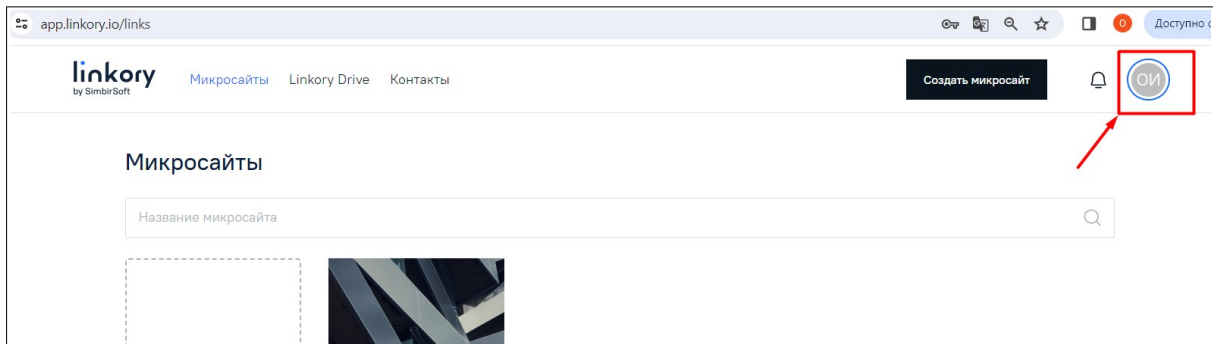 app.linkory.io/links
О
Доступно
linkory
by SimbirSoft
Микросайты
Linkory Drive
Контакты
Создать микросайт
ОИ
Микросайты
Название микросайта